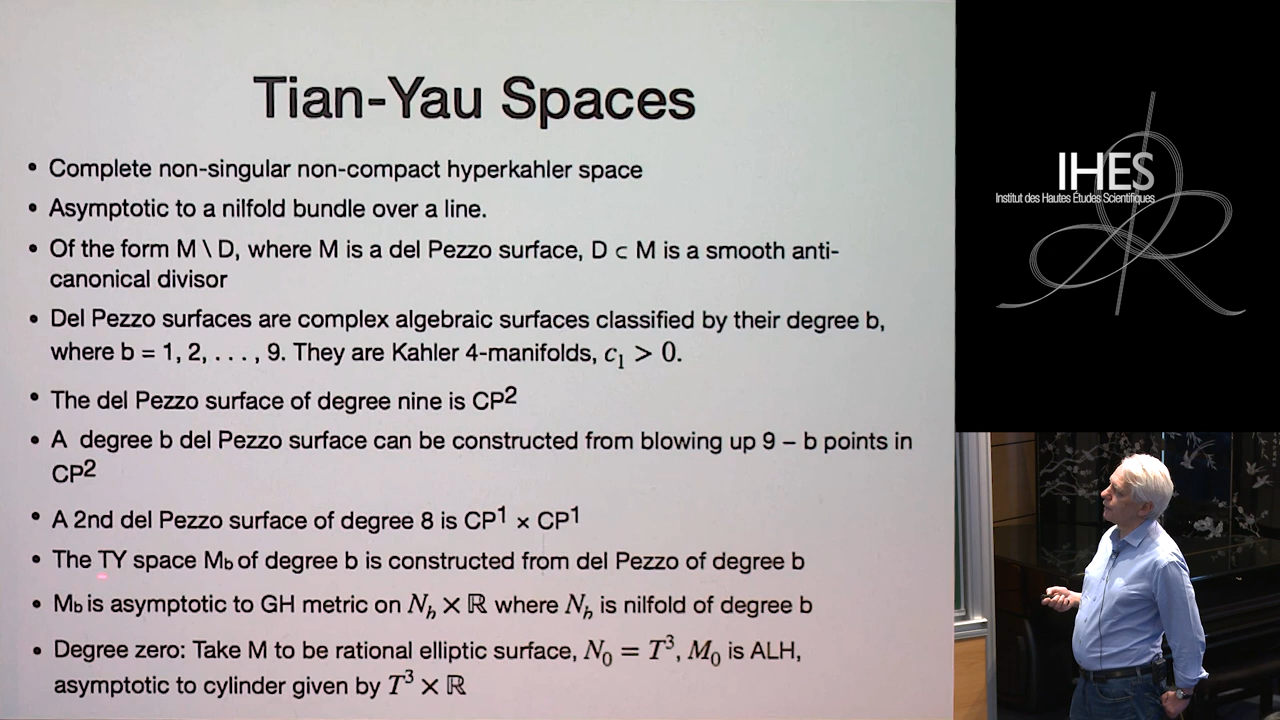 Tian-Yau Spaces
• Complete non-singular non-compact hyperkahler space
• Asymptotic to a nilfold bundle over a line.
• Of the form M \ D, where M is a del Pezzo surface, D ⊂ M is a smooth anti-
canonical divisor
• Del Pezzo surfaces are complex algebraic surfaces classified by their degree b,
where b = 1, 2, . . . , 9. They are Kahler 4-manifolds, c₁ > 0.
• The del Pezzo surface of degree nine is CP²
• A degree b del Pezzo surface can be constructed from blowing up 9 – b points in
CP²
• A 2nd del Pezzo surface of degree 8 is CP¹ × CP¹
• The TY space M_b of degree b is constructed from del Pezzo of degree b
• M_b is asymptotic to GH metric on N_b × ℝ where N_b is nilfold of degree b
• Degree zero: Take M to be rational elliptic surface, N₀ = T³, M₀ is ALH,
asymptotic to cylinder given by T³ × ℝ
IHES
Institut des Hautes Études Scientifiques